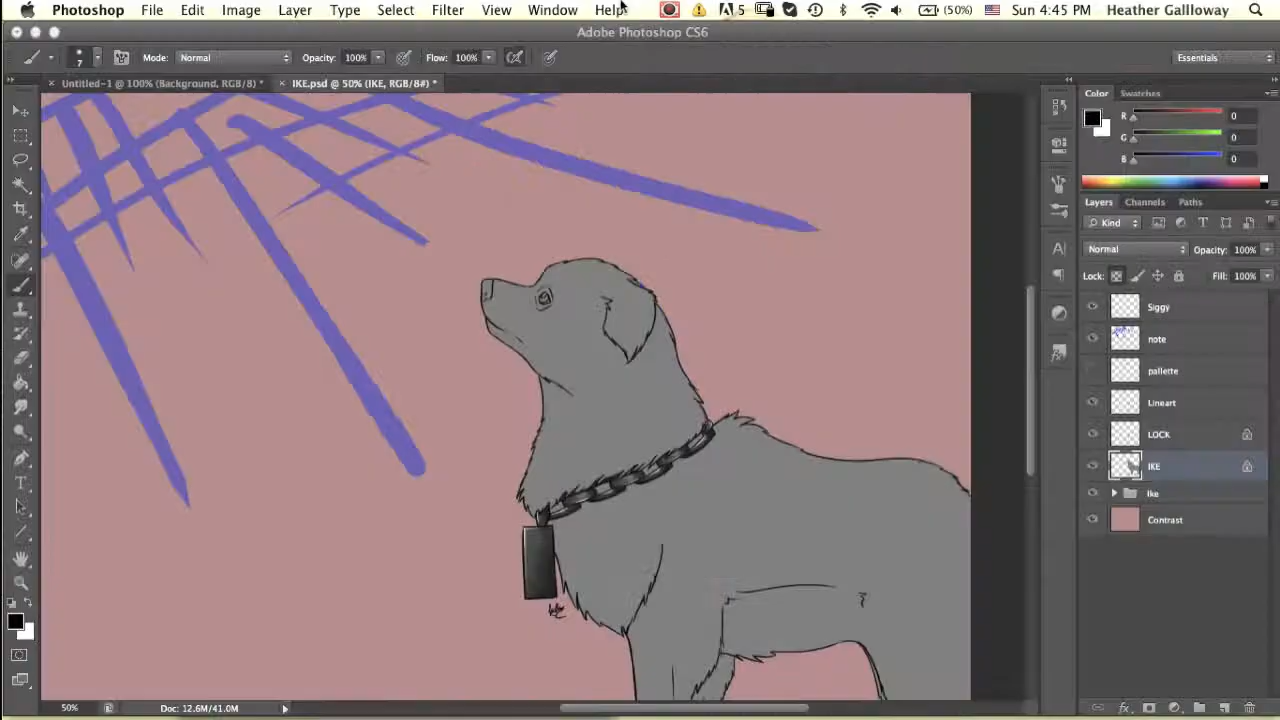 Photoshop File Edit Image Layer Type Select Filter View Window Help 5 (50%) Sun 4:45 PM Heather Gallloway
Adobe Photoshop CS6
7 Mode: Normal Opacity: 100% Flow: 100% Essentials
Untitled-1 @ 100% (Background, RGB/8) * IKE.psd @ 50% (IKE, RGB/8#) *
Color Swatches
R 0
G 0
B 0
Layers Channels Paths
Kind
Normal Opacity: 100%
Lock: Fill: 100%
Siggy
note
pallette
Lineart
LOCK
IKE
Ike
Contrast
50% Doc: 12.6M/41.0M